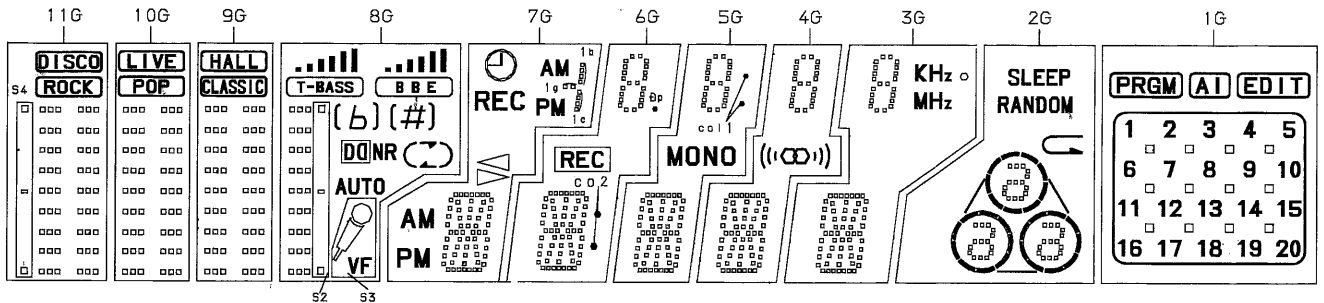 11G 10G 9G 8G 7G 6G 5G 4G 3G 2G 1G
DISCO LIVE HALL
ROCK POP CLASSIC T-BASS BBE
S4
REC AM 1b
1g
PM 1c
Dp
col1
KHz
MHz
SLEEP
RANDOM
PRGM AI EDIT
(b) (#)
DD NR
AUTO
VF
S2 S3
REC MONO
co2
AM
PM
3
1 2 3 4 5
6 7 8 9 10
11 12 13 14 15
16 17 18 19 20